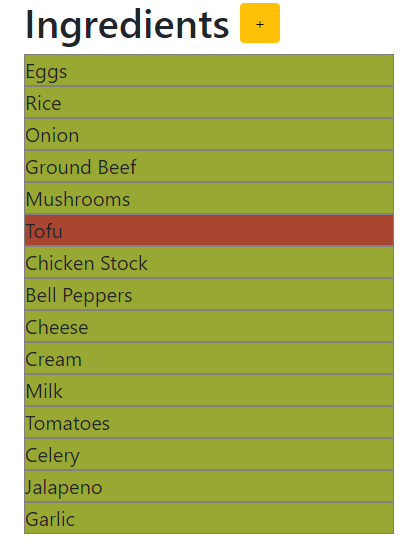 Ingredients +
Eggs
Rice
Onion
Ground Beef
Mushrooms
Tofu
Chicken Stock
Bell Peppers
Cheese
Cream
Milk
Tomatoes
Celery
Jalapeno
Garlic